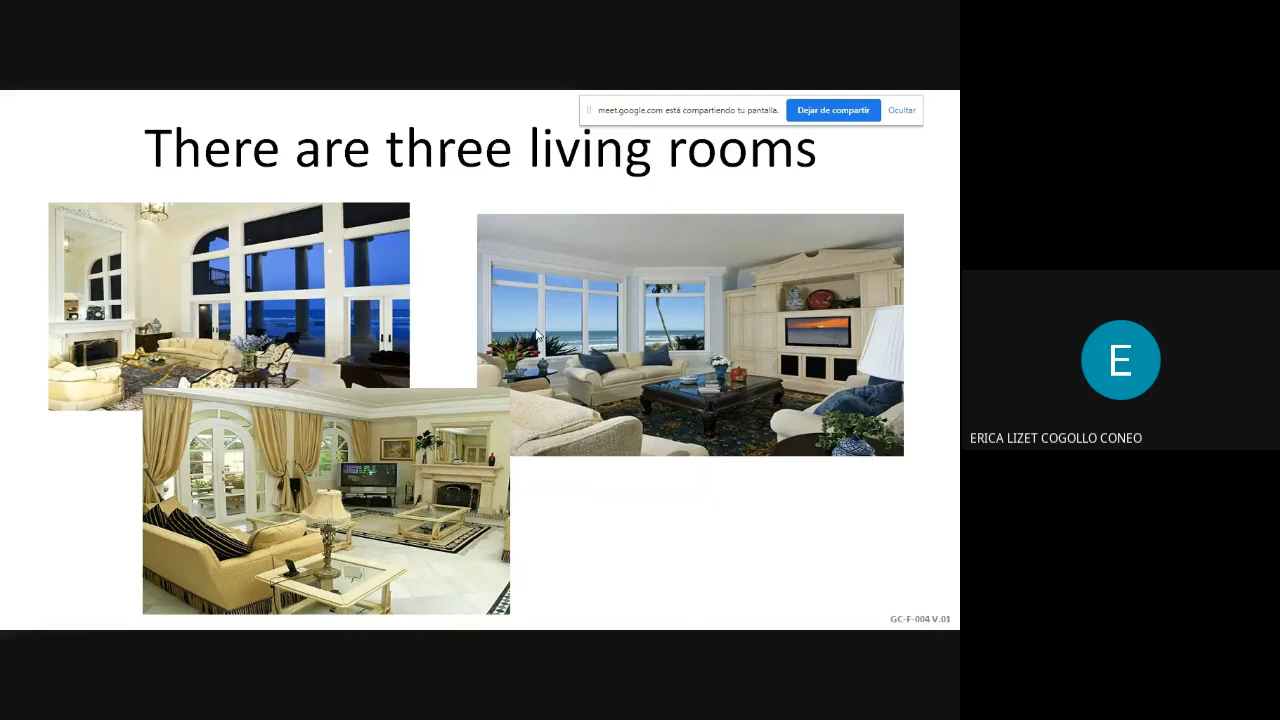 meet.google.com está compartiendo tu pantalla.
Dejar de compartir
Ocultar
There are three living rooms
E
ERICA LIZET COGOLLO CONEO
GC-F-004 V.01